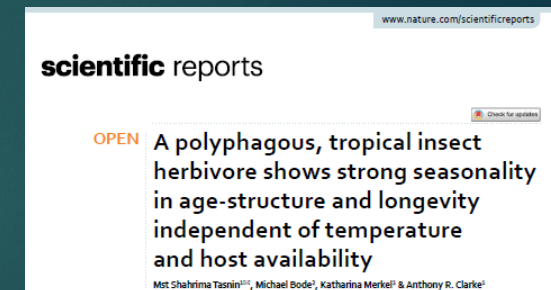 www.nature.com/scientificreports
scientific reports
Check for updates
OPEN
A polyphagous, tropical insect
herbivore shows strong seasonality
in age-structure and longevity
independent of temperature
and host availability
Mst Shahrima Tasnin, Michael Bode, Katharina Merkel & Anthony R. Clarke